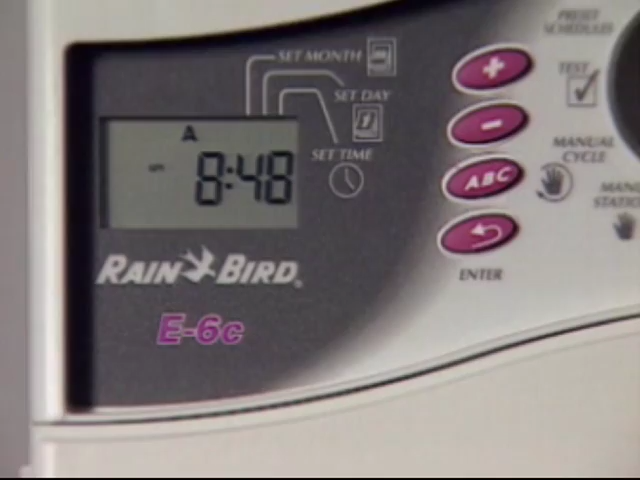 PRESET
SCHEDULES
SET MONTH
TEST
SET DAY
A
8:48
MANUAL
CYCLE
SET TIME
+
-
ABC
RAIN BIRD
ENTER
E-6c